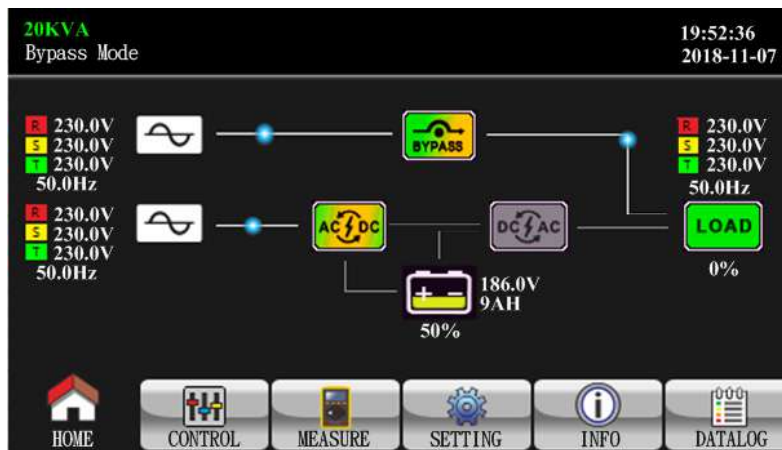 20KVA
Bypass Mode
19:52:36
2018-11-07
R 230.0V
S 230.0V
T 230.0V
50.0Hz
BYPASS
R 230.0V
S 230.0V
T 230.0V
50.0Hz
R 230.0V
S 230.0V
T 230.0V
50.0Hz
AC DC
DC AC
LOAD
0%
+ -
186.0V
9AH
50%
HOME
CONTROL
MEASURE
SETTING
i
INFO
DATALOG